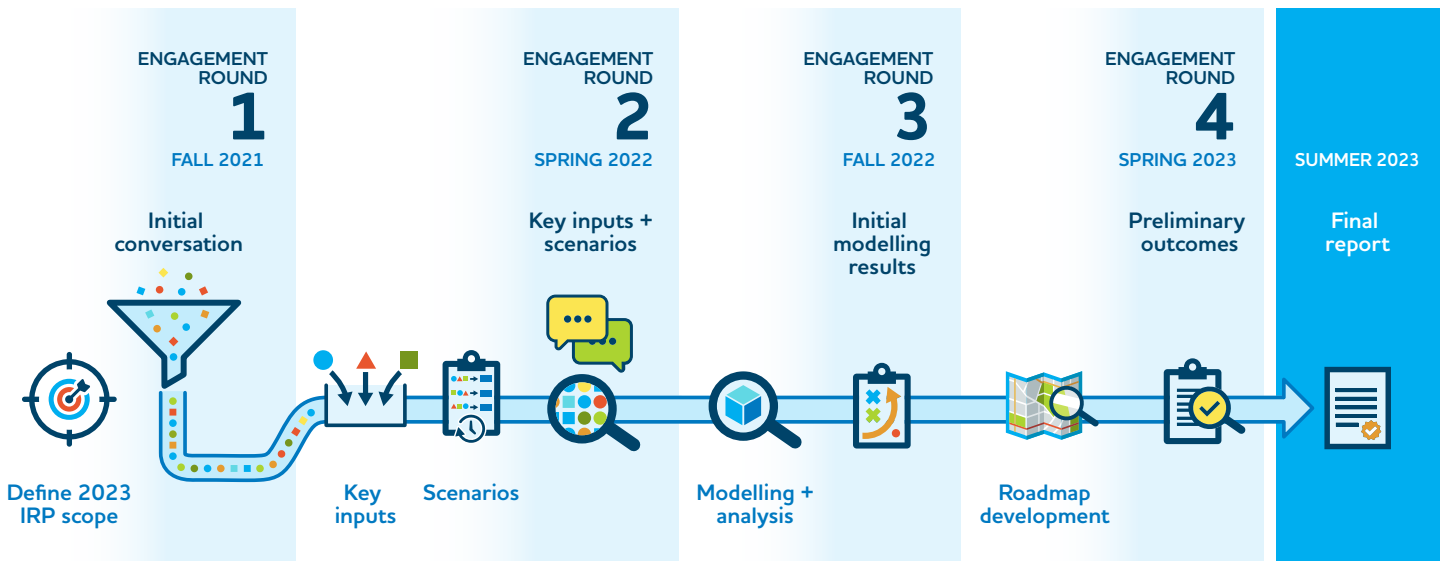 ENGAGEMENT
ROUND
1
FALL 2021
Initial
conversation
Define 2023
IRP scope
Key
inputs
Scenarios
ENGAGEMENT
ROUND
2
SPRING 2022
Key inputs +
scenarios
Modelling +
analysis
ENGAGEMENT
ROUND
3
FALL 2022
Initial
modelling
results
Roadmap
development
ENGAGEMENT
ROUND
4
SPRING 2023
Preliminary
outcomes
SUMMER 2023
Final
report